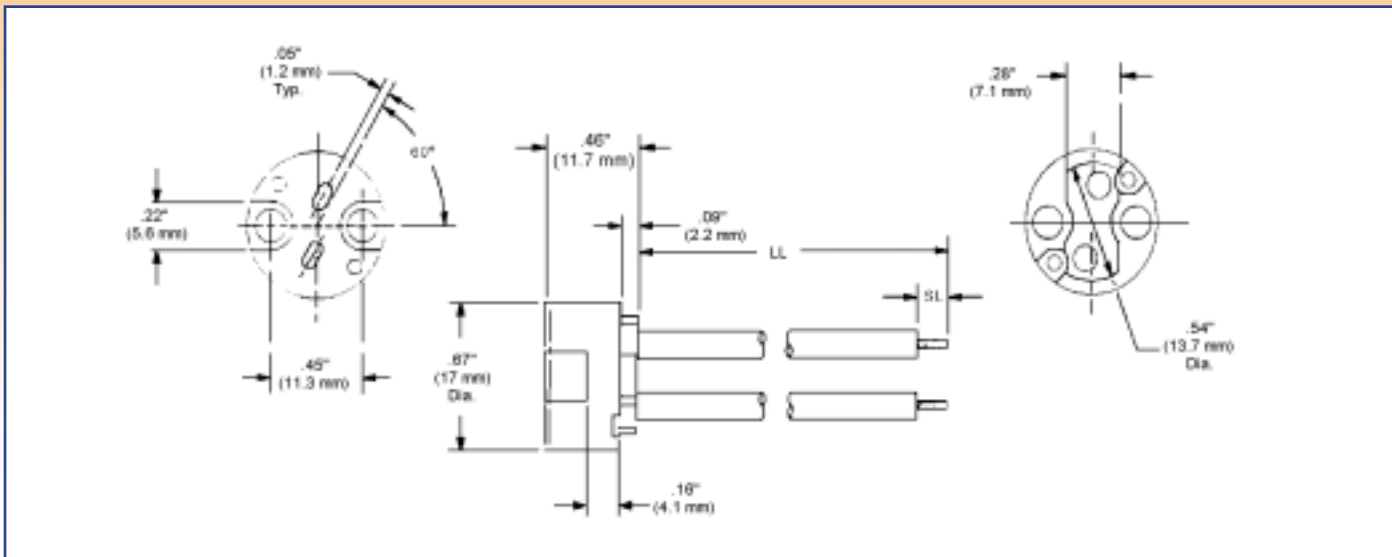 .05"
(1.2 mm)
Typ.
60°
.22"
(5.6 mm)
.45"
(11.3 mm)
.46"
(11.7 mm)
.09"
(2.2 mm)
LL
SL
.67"
(17 mm)
Dia.
.16"
(4.1 mm)
.28"
(7.1 mm)
.54"
(13.7 mm)
Dia.